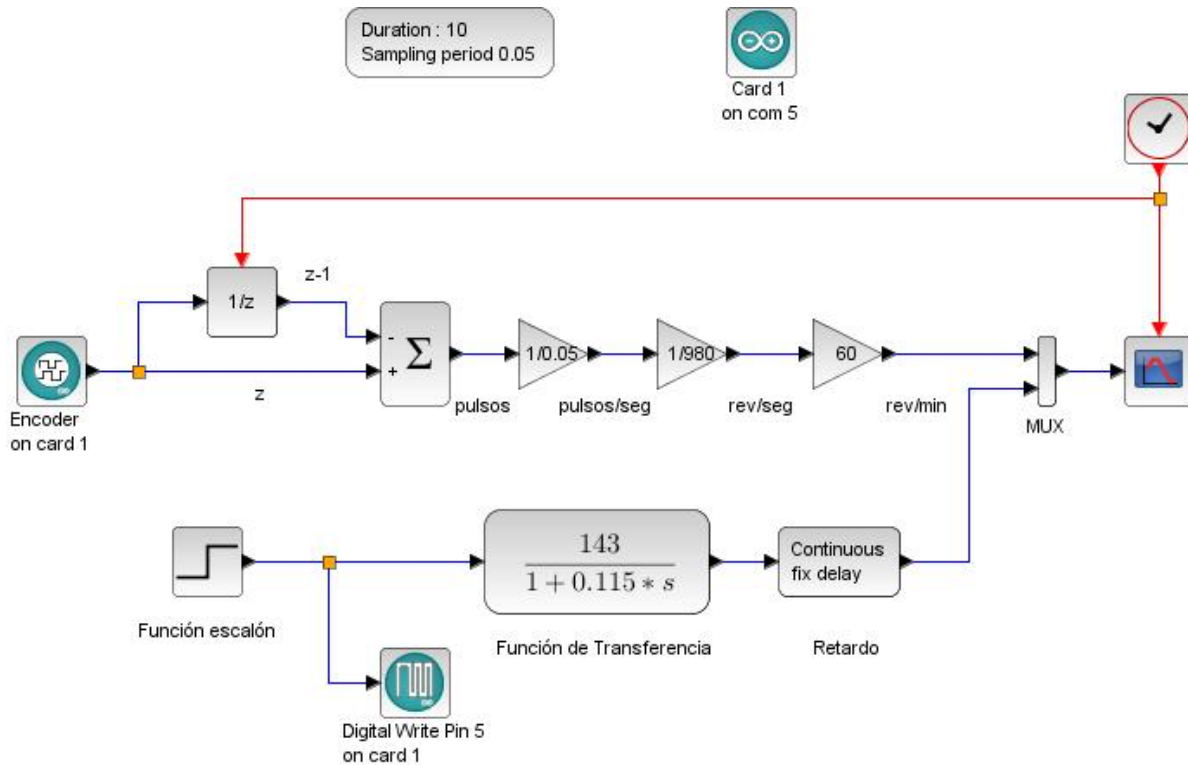 Duration : 10
Sampling period 0.05
Card 1
on com 5
z-1
1/z
-
+
Σ
1/0.05
1/980
60
Encoder
on card 1
z
pulsos
pulsos/seg
rev/seg
rev/min
MUX
143
1 + 0.115 * s
Continuous
fix delay
Función escalón
Función de Transferencia
Retardo
Digital Write Pin 5
on card 1